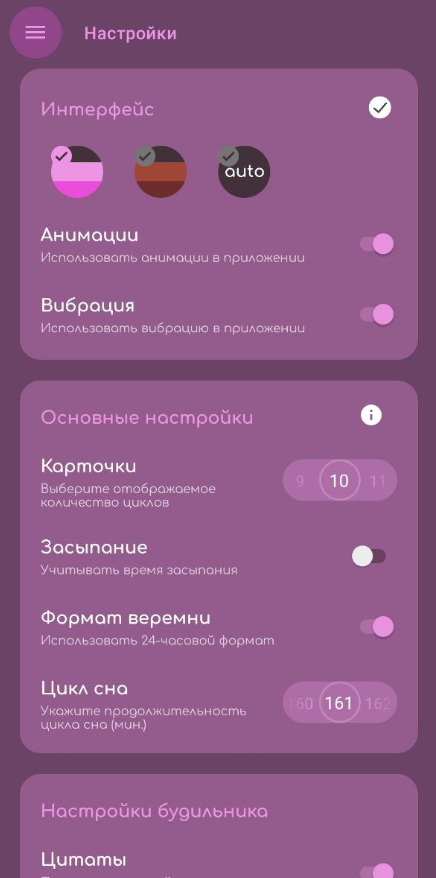 Настройки
Интерфейс
auto
Анимации
Использовать анимации в приложении
Вибрация
Использовать вибрацию в приложении
Основные настройки
Карточки
Выберите отображаемое
количество циклов
9 10 11
Засыпание
Учитывать время засыпания
Формат веремни
Использовать 24-часовой формат
Цикл сна
Укажите продолжительность
цикла сна (мин.)
160 161 162
Настройки будильника
Цитаты